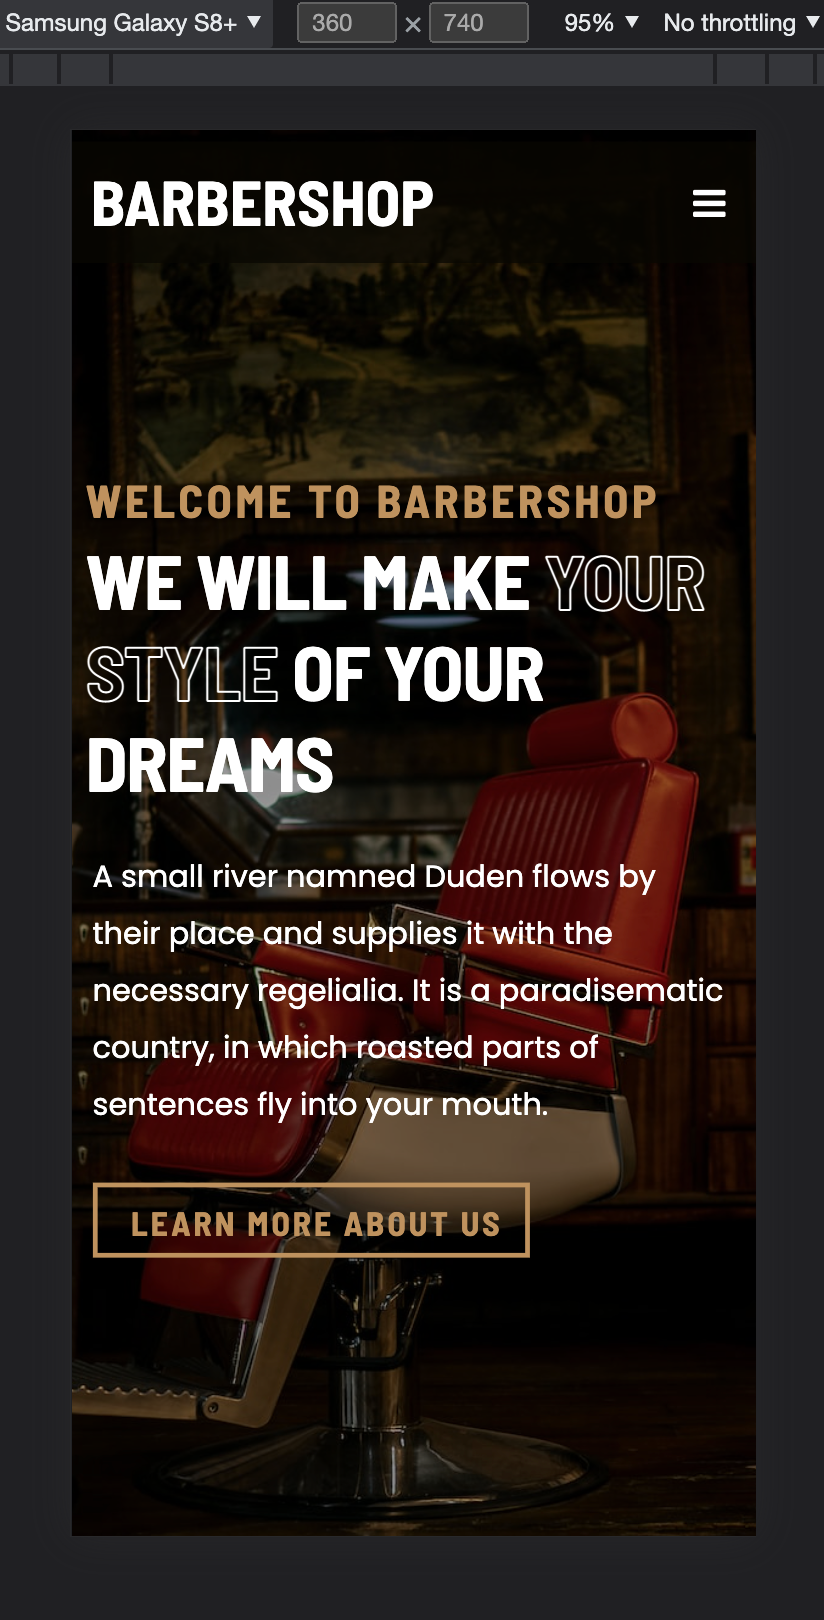 Samsung Galaxy S8+ ▼ 360 × 740 95% ▼ No throttling ▼
BARBERSHOP
WELCOME TO BARBERSHOP
WE WILL MAKE YOUR
STYLE OF YOUR
DREAMS
A small river namned Duden flows by
their place and supplies it with the
necessary regelialia. It is a paradisematic
country, in which roasted parts of
sentences fly into your mouth.
LEARN MORE ABOUT US